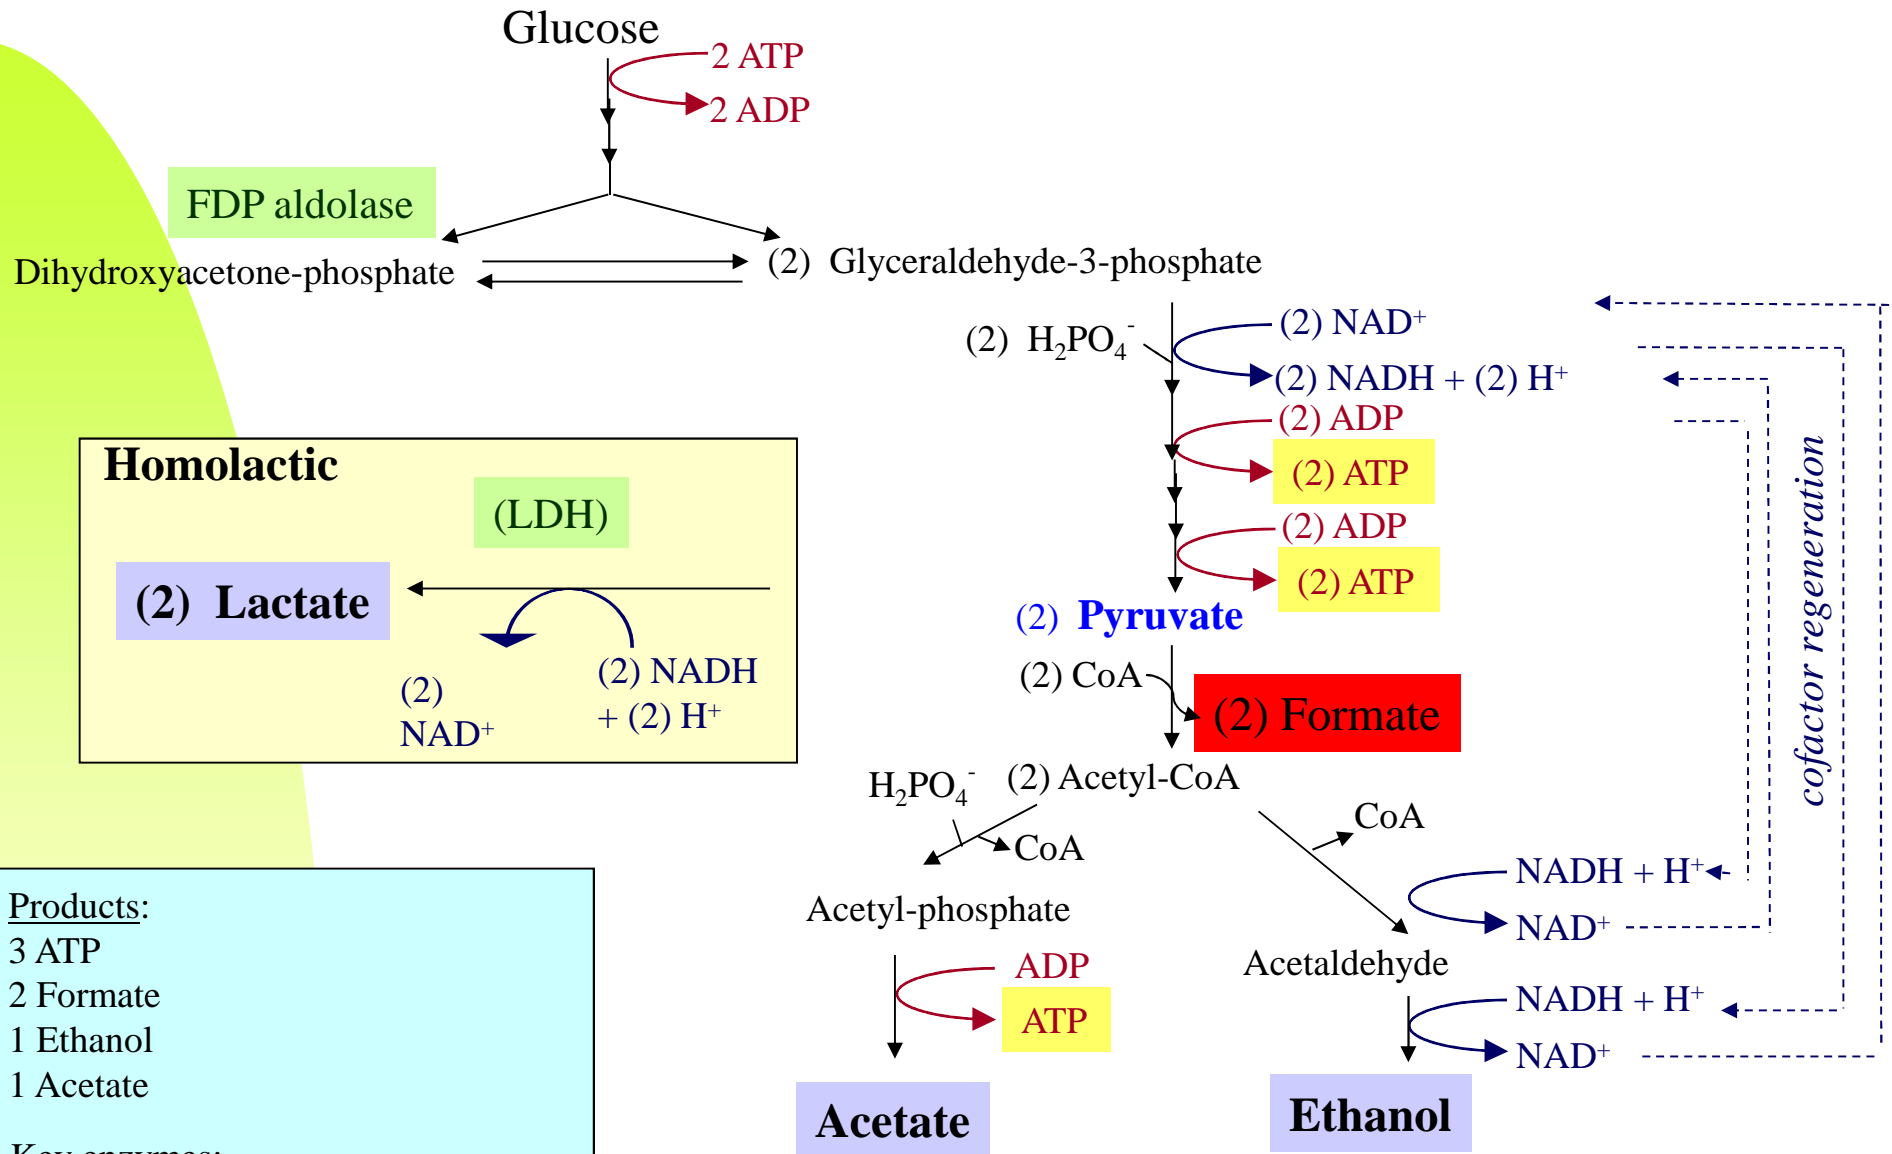 Glucose
2 ATP
2 ADP
FDP aldolase
Dihydroxyacetone-phosphate
(2) Glyceraldehyde-3-phosphate
(2) H₂PO₄⁻
(2) NAD⁺
(2) NADH + (2) H⁺
(2) ADP
(2) ATP
(2) ADP
(2) ATP
cofactor regeneration
Homolactic
(LDH)
(2) Lactate
(2)
NAD⁺
(2) NADH
+ (2) H⁺
(2) Pyruvate
(2) CoA
(2) Formate
H₂PO₄⁻
(2) Acetyl-CoA
CoA
CoA
Acetyl-phosphate
NADH + H⁺
NAD⁺
ADP
ATP
Acetaldehyde
NADH + H⁺
NAD⁺
Acetate
Ethanol
Products:
3 ATP
2 Formate
1 Ethanol
1 Acetate
Key enzymes: